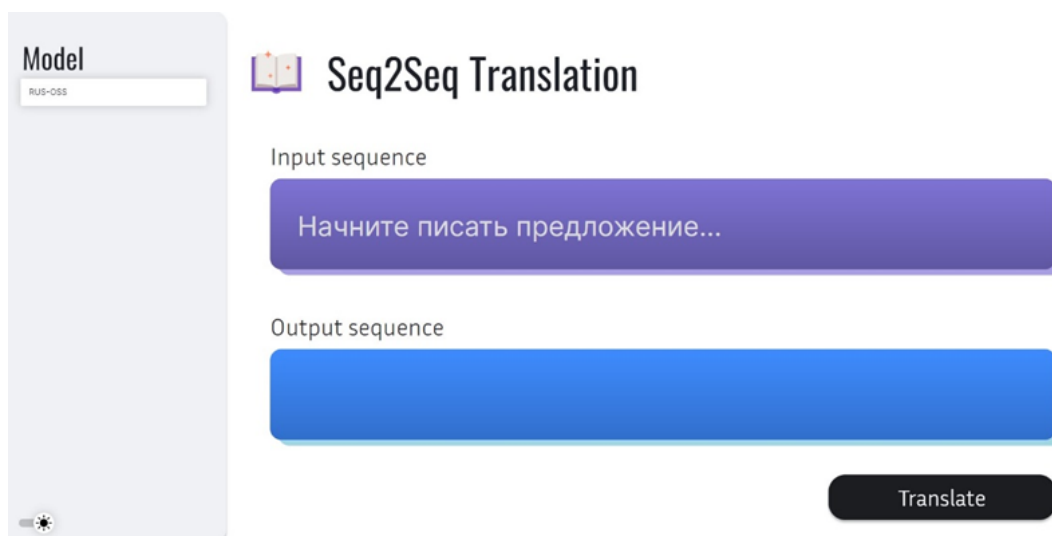 Model
RUS-OSS
Seq2Seq Translation
Input sequence
Начните писать предложение...
Output sequence
Translate